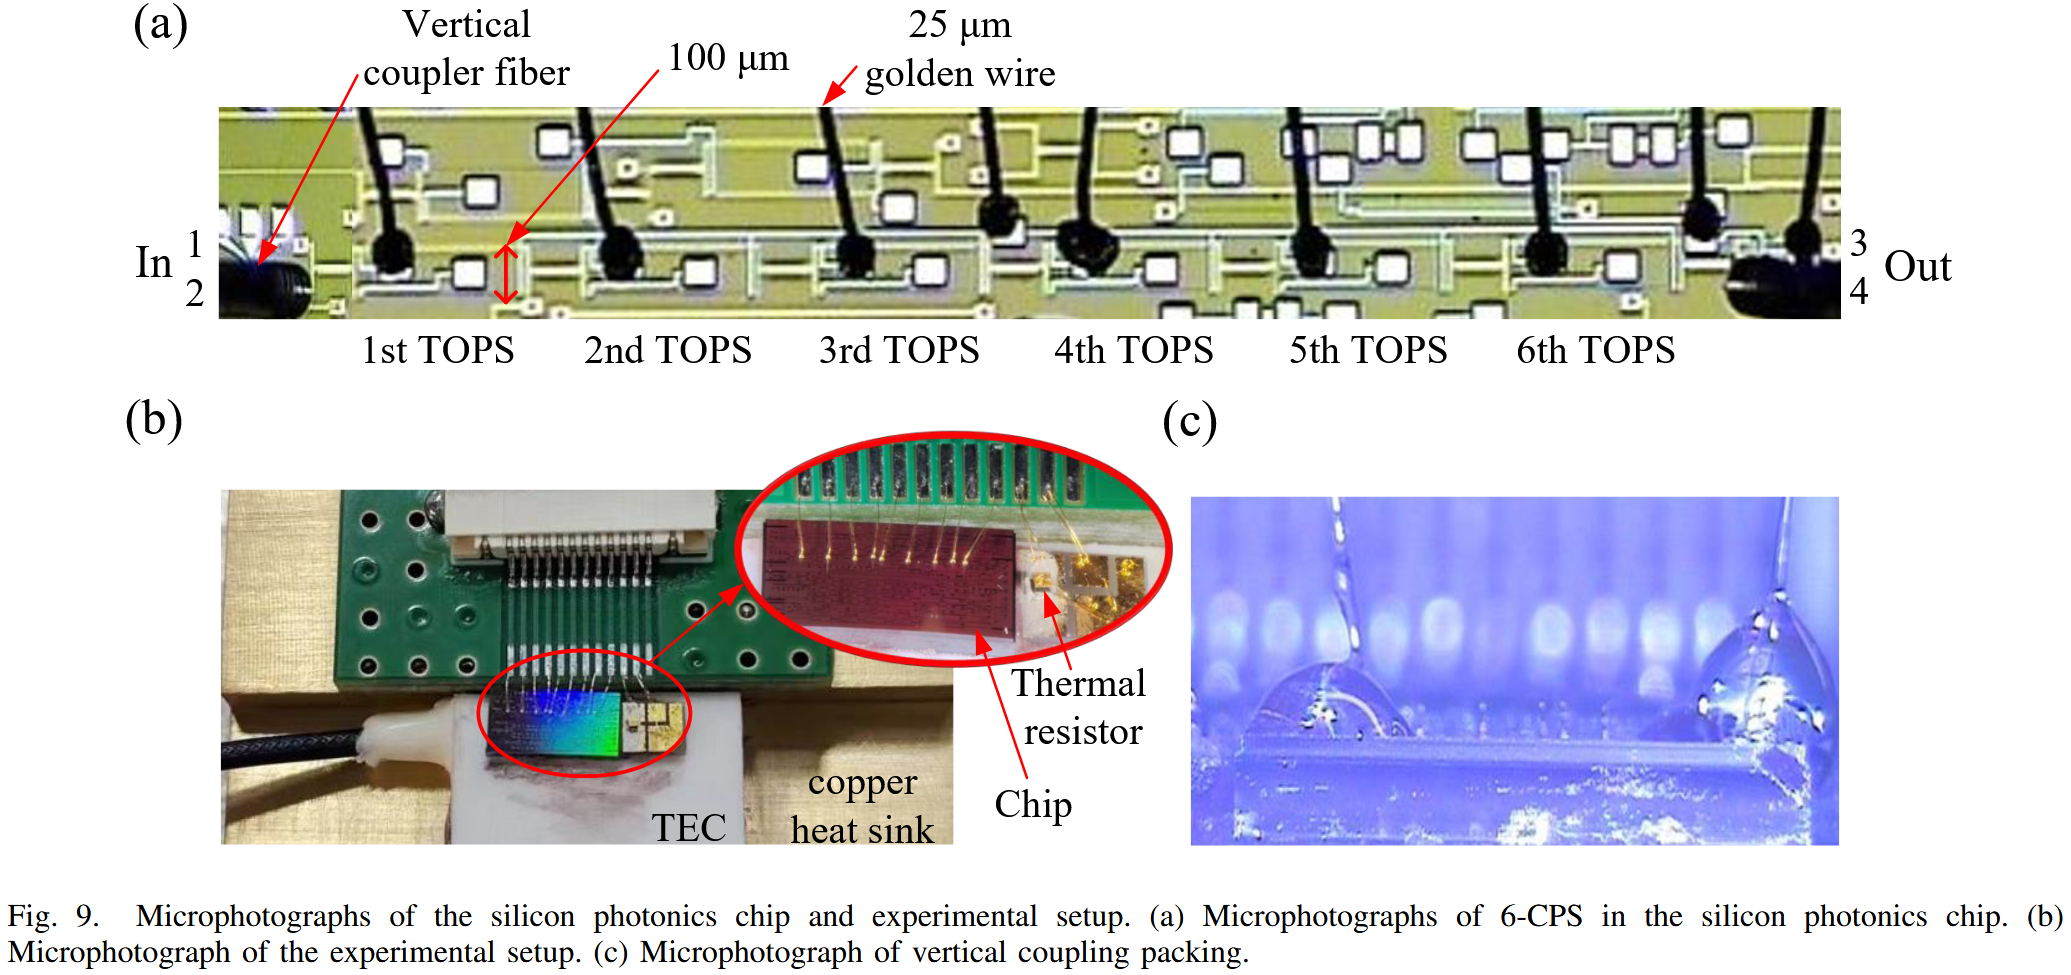 (a)
Vertical
coupler fiber
100 μm
25 μm
golden wire
In
1
2
3
4
Out
1st TOPS
2nd TOPS
3rd TOPS
4th TOPS
5th TOPS
6th TOPS
(b)
TEC
copper
heat sink
Thermal
resistor
Chip
(c)
Fig. 9. Microphotographs of the silicon photonics chip and experimental setup. (a) Microphotographs of 6-CPS in the silicon photonics chip. (b)
Microphotograph of the experimental setup. (c) Microphotograph of vertical coupling packing.